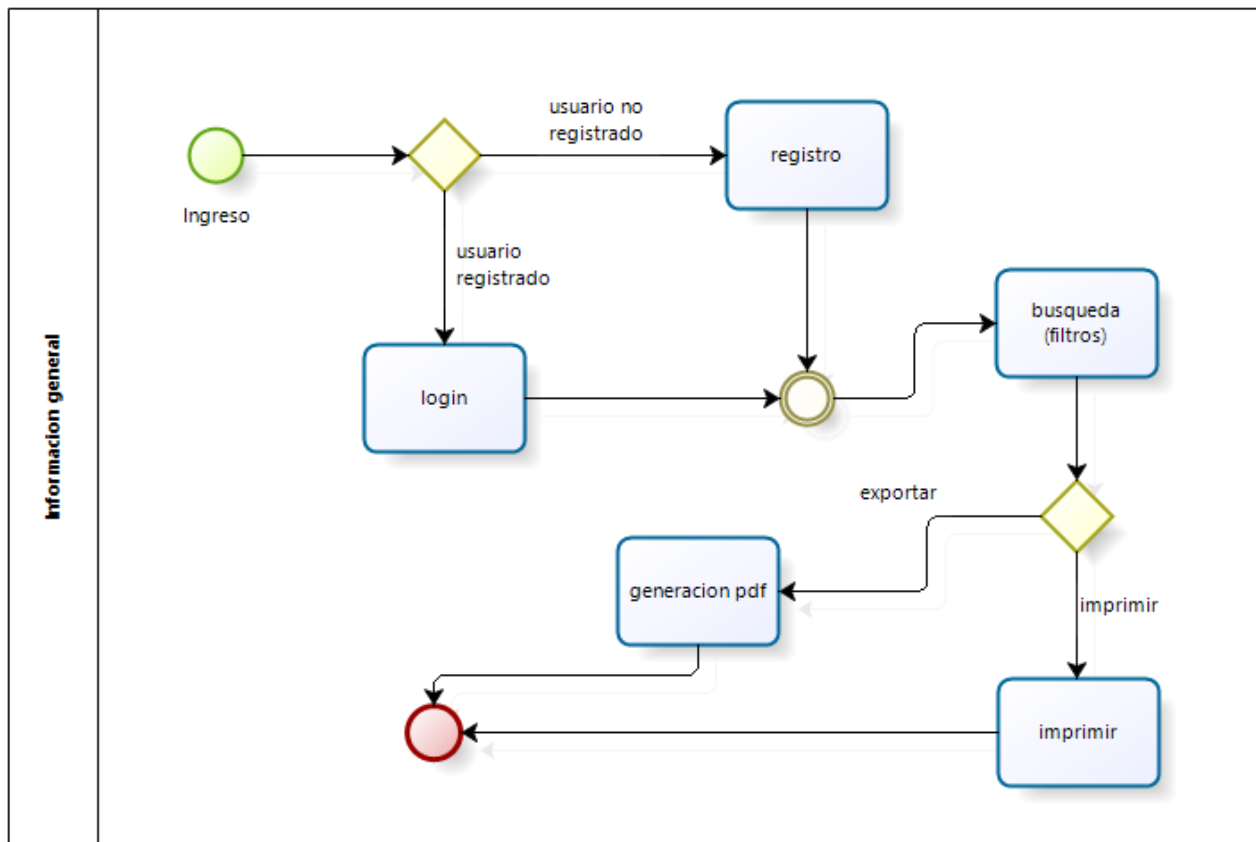 Informacion general
Ingreso
usuario no
registrado
registro
usuario
registrado
login
busqueda
(filtros)
exportar
generacion pdf
imprimir
imprimir